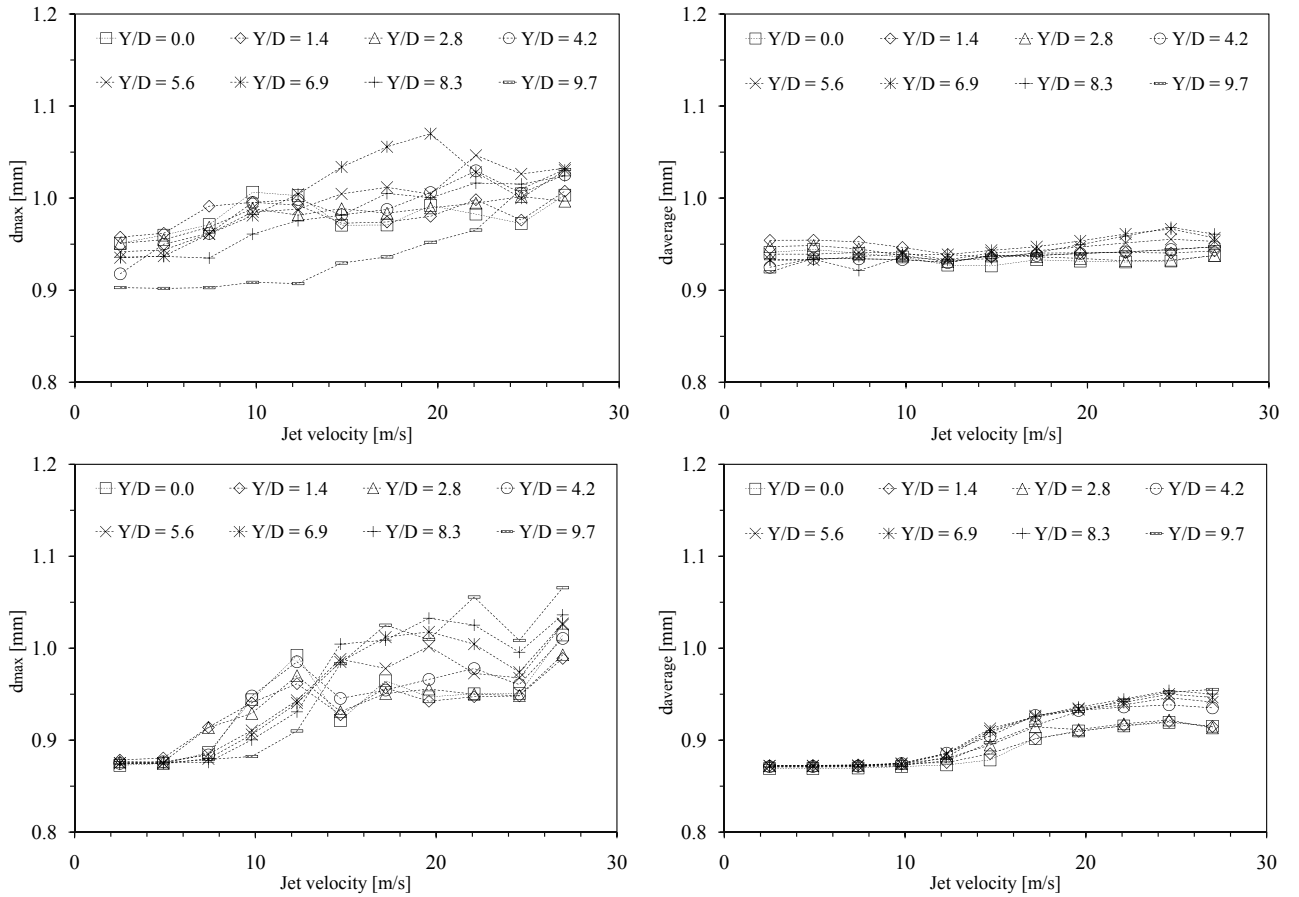 1.2
Y/D = 0.0 Y/D = 1.4 Y/D = 2.8 Y/D = 4.2
Y/D = 5.6 Y/D = 6.9 Y/D = 8.3 Y/D = 9.7
1.1
1.0
0.9
0.8
dmax [mm]
0 10 20 30
Jet velocity [m/s]
1.2
Y/D = 0.0 Y/D = 1.4 Y/D = 2.8 Y/D = 4.2
Y/D = 5.6 Y/D = 6.9 Y/D = 8.3 Y/D = 9.7
1.1
1.0
0.9
0.8
daverage [mm]
0 10 20 30
Jet velocity [m/s]
1.2
Y/D = 0.0 Y/D = 1.4 Y/D = 2.8 Y/D = 4.2
Y/D = 5.6 Y/D = 6.9 Y/D = 8.3 Y/D = 9.7
1.1
1.0
0.9
0.8
dmax [mm]
0 10 20 30
Jet velocity [m/s]
1.2
Y/D = 0.0 Y/D = 1.4 Y/D = 2.8 Y/D = 4.2
Y/D = 5.6 Y/D = 6.9 Y/D = 8.3 Y/D = 9.7
1.1
1.0
0.9
0.8
daverage [mm]
0 10 20 30
Jet velocity [m/s]